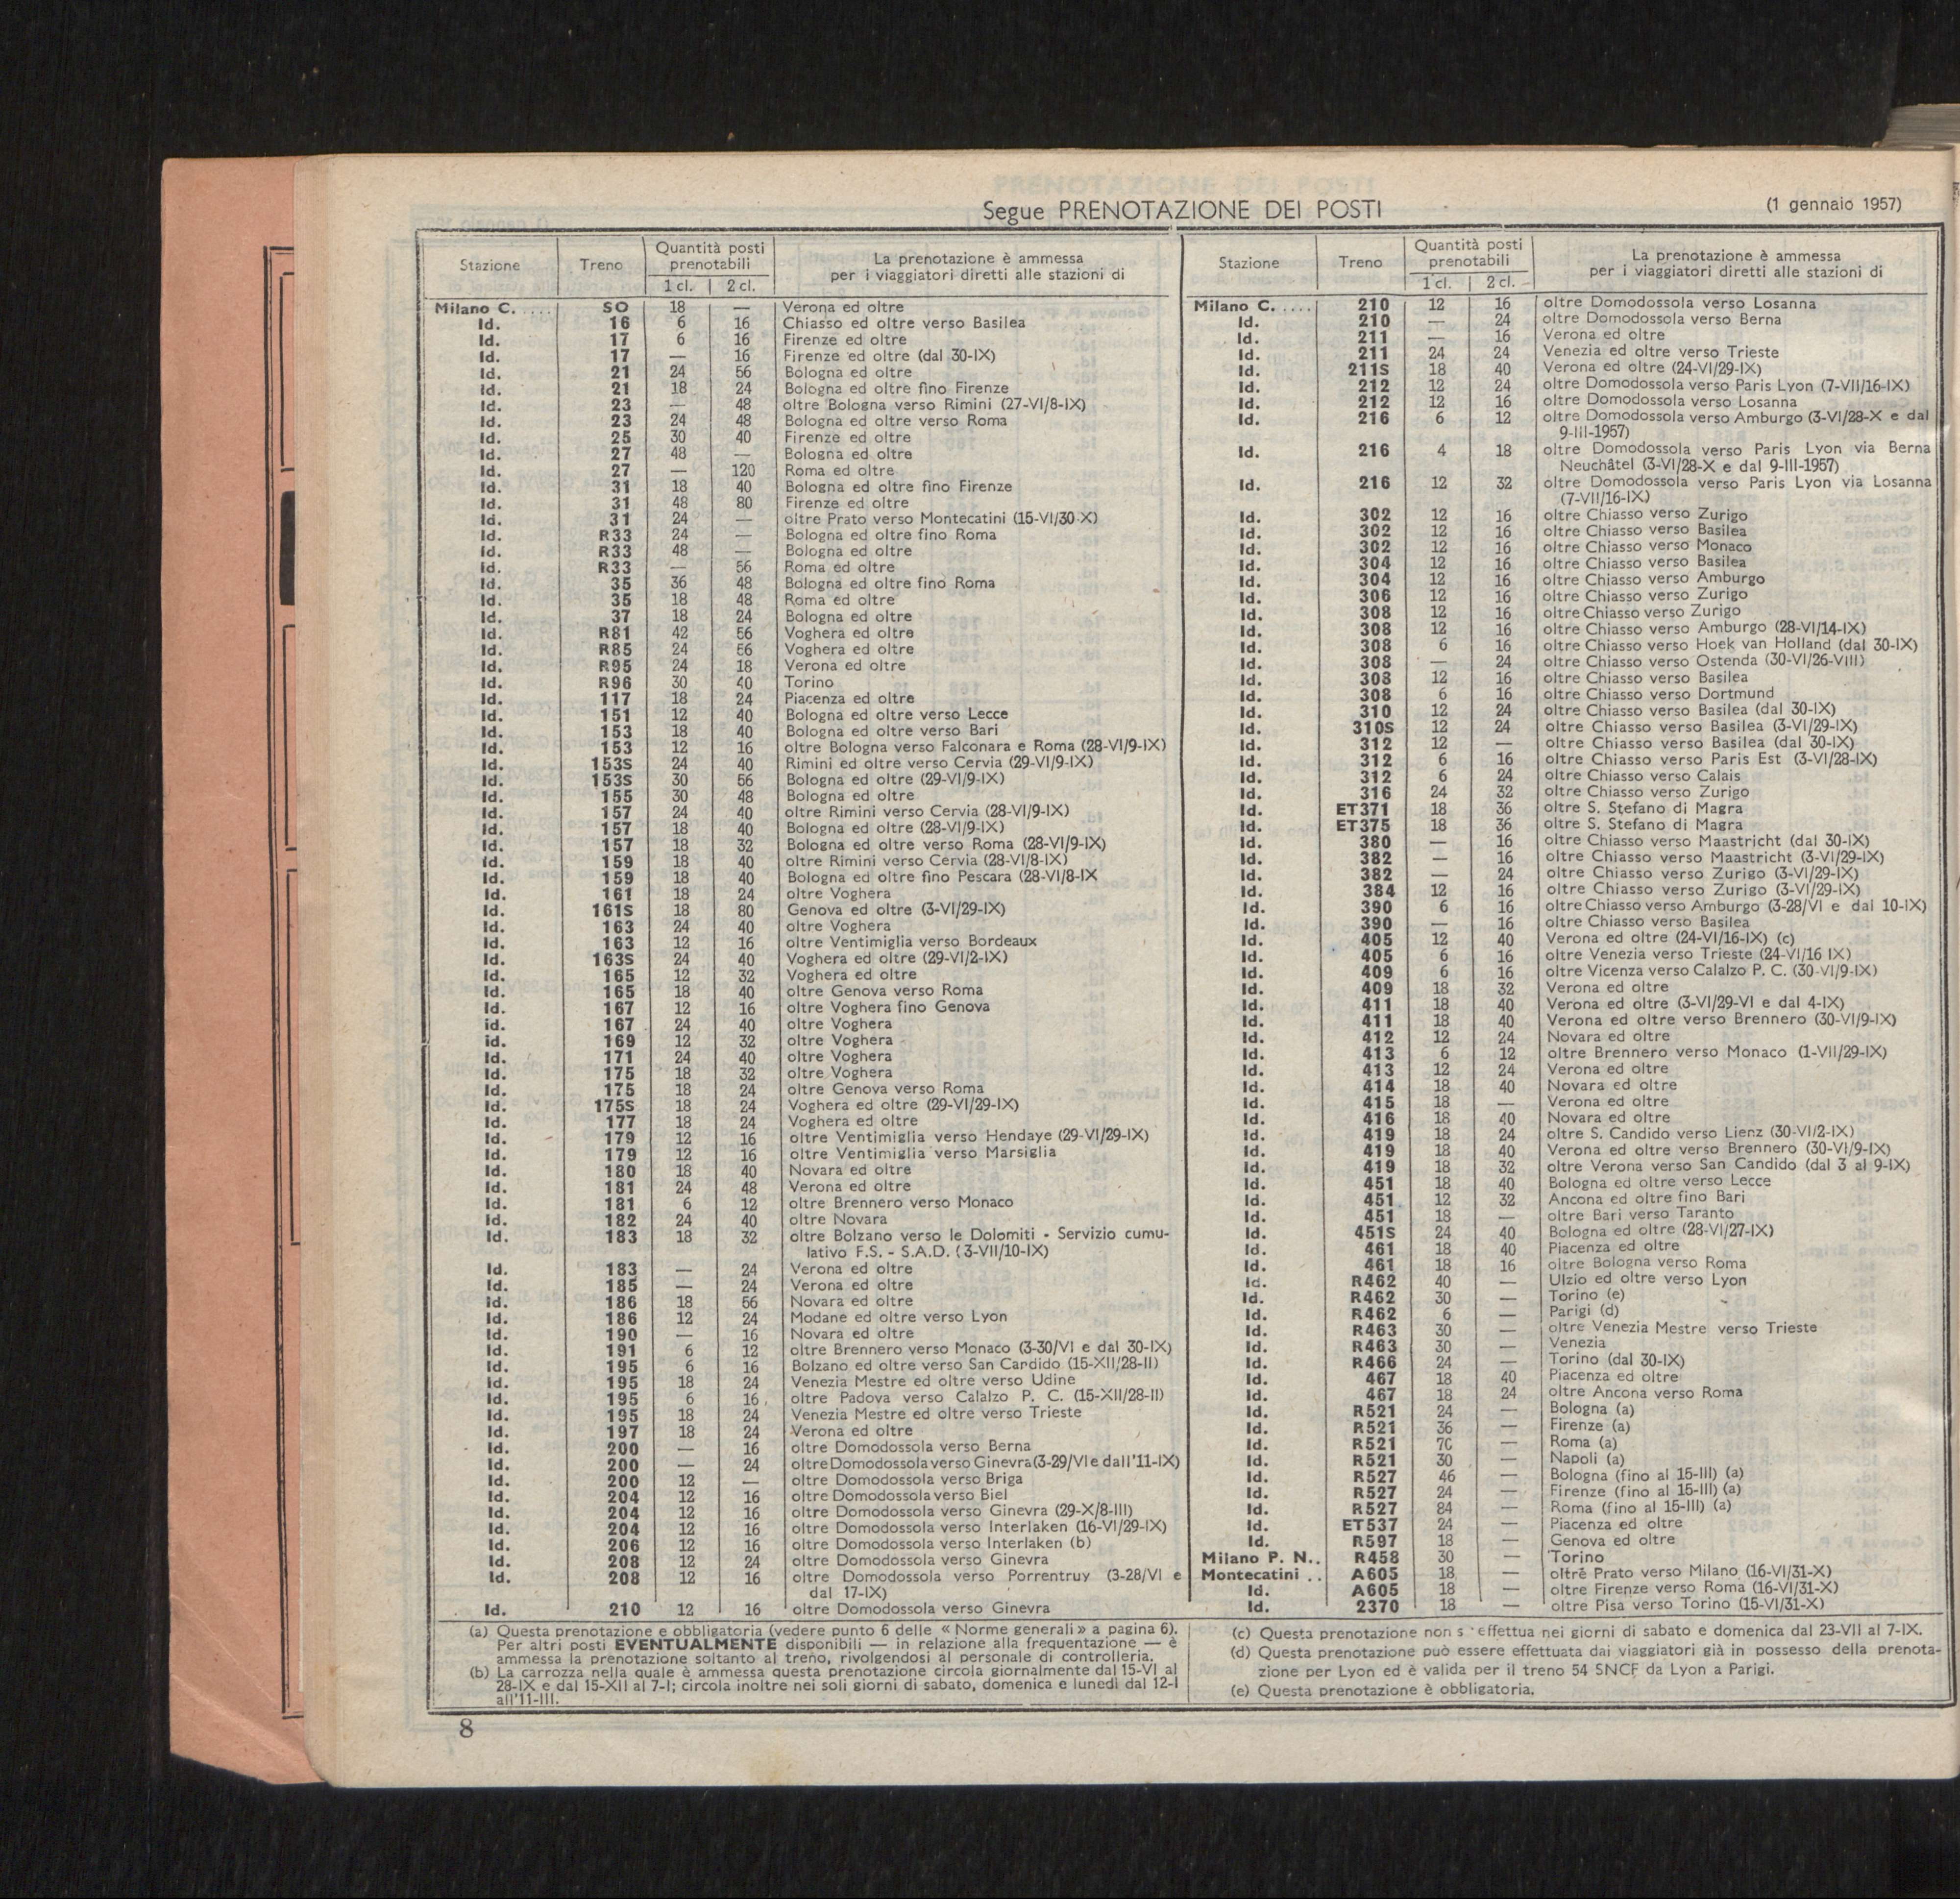 Segue PRENOTAZIONE DEI POSTI
(1 gennaio 1957)
Stazione Treno Quantità posti prenotabili 1 cl. 2 cl. La prenotazione è ammessa per i viaggiatori diretti alle stazioni di
Milano C. .... SO 18 — Verona ed oltre
Id. 16 6 16 Chiasso ed oltre verso Basilea
Id. 17 6 16 Firenze ed oltre
Id. 17 — 16 Firenze ed oltre (dal 30-IX)
Id. 21 24 56 Bologna ed oltre
Id. 21 18 24 Bologna ed oltre fino Firenze
Id. 23 — 48 oltre Bologna verso Rimini (27-VI/8-IX)
Id. 23 24 48 Bologna ed oltre verso Roma
Id. 25 30 40 Firenze ed oltre
Id. 27 48 — Bologna ed oltre
Id. 27 — 120 Roma ed oltre
Id. 31 18 40 Bologna ed oltre fino Firenze
Id. 31 48 80 Firenze ed oltre
Id. 31 24 — oltre Prato verso Montecatini (15-VI/30-X)
Id. R33 24 — Bologna ed oltre fino Roma
Id. R33 48 — Bologna ed oltre
Id. R33 — 56 Roma ed oltre
Id. 35 36 48 Bologna ed oltre fino Roma
Id. 35 18 48 Roma ed oltre
Id. 37 18 24 Bologna ed oltre
Id. R81 42 56 Voghera ed oltre
Id. R85 24 56 Voghera ed oltre
Id. R95 24 18 Verona ed oltre
Id. R96 30 40 Torino
Id. 117 18 24 Piacenza ed oltre
Id. 151 12 40 Bologna ed oltre verso Lecce
Id. 153 18 40 Bologna ed oltre verso Bari
Id. 153 12 16 oltre Bologna verso Falconara e Roma (28-VI/9-IX)
Id. 153S 24 40 Rimini ed oltre verso Cervia (29-VI/9-IX)
Id. 153S 30 56 Bologna ed oltre (29-VI/9-IX)
Id. 155 30 48 Bologna ed oltre
Id. 157 24 40 oltre Rimini verso Cervia (28-VI/9-IX)
Id. 157 18 40 Bologna ed oltre (28-VI/9-IX)
Id. 157 18 32 Bologna ed oltre verso Roma (28-VI/9-IX)
Id. 159 18 40 oltre Rimini verso Cervia (28-VI/8-IX)
Id. 159 18 40 Bologna ed oltre fino Pescara (28-VI/8-IX
Id. 161 18 24 oltre Voghera
Id. 161S 18 80 Genova ed oltre (3-VI/29-IX)
Id. 163 24 40 oltre Voghera
Id. 163 12 16 oltre Ventimiglia verso Bordeaux
Id. 163S 24 40 Voghera ed oltre (29-VI/2-IX)
Id. 165 12 32 Voghera ed oltre
Id. 165 18 40 oltre Genova verso Roma
Id. 167 12 16 oltre Voghera fino Genova
id. 167 24 40 oltre Voghera
id. 169 12 32 oltre Voghera
Id. 171 24 40 oltre Voghera
Id. 175 18 32 oltre Voghera
Id. 175 18 24 oltre Genova verso Roma
Id. 175S 18 24 Voghera ed oltre (29-VI/29-IX)
Id. 177 18 24 Voghera ed oltre
Id. 179 12 16 oltre Ventimiglia verso Hendaye (29-VI/29-IX)
Id. 179 12 16 oltre Ventimiglia verso Marsiglia
Id. 180 18 40 Novara ed oltre
Id. 181 24 48 Verona ed oltre
Id. 181 6 12 oltre Brennero verso Monaco
Id. 182 24 40 oltre Novara
Id. 183 18 32 oltre Bolzano verso le Dolomiti - Servizio cumu-
lativo F.S. - S.A.D. (3-VII/10-IX)
Id. 183 — 24 Verona ed oltre
Id. 185 — 24 Verona ed oltre
id. 186 18 56 Novara ed oltre
Id. 186 12 24 Modane ed oltre verso Lyon
Id. 190 — 16 Novara ed oltre
Id. 191 6 12 oltre Brennero verso Monaco (3-30/VI e dal 30-IX)
Id. 195 6 16 Bolzano ed oltre verso San Cardido (15-XII/28-II)
Id. 195 18 24 Venezia Mestre ed oltre verso Udine
Id. 195 6 16 oltre Padova verso Calalzo P. C. (15-XII/28-II)
Id. 195 18 24 Venezia Mestre ed oltre verso Trieste
Id. 197 18 24 Verona ed oltre
Id. 200 — 16 oltre Domodossola verso Berna
Id. 200 — 24 oltre Domodossola verso Ginevra (3-29/VI e dall'11-IX)
Id. 200 12 — oltre Domodossola verso Briga
Id. 204 12 16 oltre Domodossola verso Biel
Id. 204 12 16 oltre Domodossola verso Ginevra (29-X/8-III)
Id. 204 12 16 oltre Domodossola verso Interlaken (16-VI/29-IX)
Id. 206 12 16 oltre Domodossola verso Interlaken (b)
Id. 208 12 24 oltre Domodossola verso Ginevra
Id. 208 12 16 oltre Domodossola verso Porrentruy (3-28/VI e
dal 17-IX)
Id. 210 12 16 oltre Domodossola verso Ginevra
(a) Questa prenotazione e obbligatoria (vedere punto 6 delle « Norme generali » a pagina 6).
Per altri posti EVENTUALMENTE disponibili — in relazione alla frequentazione — è
ammessa la prenotazione soltanto al treno, rivolgendosi al personale di controlleria.
(b) La carrozza nella quale è ammessa questa prenotazione circola giornalmente dal 15-VI al
28-IX e dal 15-XII al 7-I; circola inoltre nei soli giorni di sabato, domenica e lunedì dal 12-I
all'11-III.
8
Stazione Treno Quantità posti prenotabili 1 cl. 2 cl. La prenotazione è ammessa per i viaggiatori diretti alle stazioni di
Milano C. .... 210 12 16 oltre Domodossola verso Losanna
Id. 210 — 24 oltre Domodossola verso Berna
Id. 211 — 16 Verona ed oltre
Id. 211 24 24 Venezia ed oltre verso Trieste
Id. 211S 18 40 Verona ed oltre (24-VI/29-IX)
Id. 212 12 24 oltre Domodossola verso Paris Lyon (7-VII/16-IX)
Id. 212 12 16 oltre Domodossola verso Losanna
Id. 216 6 12 oltre Domodossola verso Amburgo (3-VI/28-X e dal
9-III-1957)
Id. 216 4 18 oltre Domodossola verso Paris Lyon via Berna
Neuchâtel (3-VI/28-X e dal 9-III-1957)
Id. 216 12 32 oltre Domodossola verso Paris Lyon via Losanna
(7-VII/16-IX)
Id. 302 12 16 oltre Chiasso verso Zurigo
Id. 302 12 16 oltre Chiasso verso Basilea
Id. 302 12 16 oltre Chiasso verso Monaco
Id. 304 12 16 oltre Chiasso verso Basilea
Id. 304 12 16 oltre Chiasso verso Amburgo
Id. 306 12 16 oltre Chiasso verso Zurigo
Id. 308 12 16 oltre Chiasso verso Zurigo
Id. 308 12 16 oltre Chiasso verso Amburgo (28-VI/14-IX)
Id. 308 6 16 oltre Chiasso verso Hoek van Holland (dal 30-IX)
Id. 308 — 24 oltre Chiasso verso Ostenda (30-VI/26-VIII)
Id. 308 12 16 oltre Chiasso verso Basilea
Id. 308 6 16 oltre Chiasso verso Dortmund
Id. 310 12 24 oltre Chiasso verso Basilea (dal 30-IX)
Id. 310S 12 24 oltre Chiasso verso Basilea (3-VI/29-IX)
Id. 312 12 — oltre Chiasso verso Basilea (dal 30-IX)
Id. 312 6 16 oltre Chiasso verso Paris Est (3-VI/28-IX)
Id. 312 6 24 oltre Chiasso verso Calais
Id. 316 24 32 oltre Chiasso verso Zurigo
Id. ET371 18 36 oltre S. Stefano di Magra
Id. ET375 18 36 oltre S. Stefano di Magra
Id. 380 — 16 oltre Chiasso verso Maastricht (dal 30-IX)
Id. 382 — 16 oltre Chiasso verso Maastricht (3-VI/29-IX)
Id. 382 — 24 oltre Chiasso verso Zurigo (3-VI/29-IX)
Id. 384 12 16 oltre Chiasso verso Zurigo (3-VI/29-IX)
Id. 390 6 16 oltre Chiasso verso Amburgo (3-28/VI e dal 10-IX)
Id. 390 — 16 oltre Chiasso verso Basilea
Id. 405 12 40 Verona ed oltre (24-VI/16-IX) (c)
Id. 405 6 16 oltre Venezia verso Trieste (24-VI/16 IX)
Id. 409 6 16 oltre Vicenza verso Calalzo P. C. (30-VI/9-IX)
Id. 409 18 32 Verona ed oltre
Id. 411 18 40 Verona ed oltre (3-VI/29-VI e dal 4-IX)
Id. 411 18 40 Verona ed oltre verso Brennero (30-VI/9-IX)
Id. 412 12 24 Novara ed oltre
Id. 413 6 12 oltre Brennero verso Monaco (1-VII/29-IX)
Id. 413 12 24 Verona ed oltre
Id. 414 18 40 Novara ed oltre
Id. 415 18 — Verona ed oltre
Id. 416 18 40 Novara ed oltre
Id. 419 18 24 oltre S. Candido verso Lienz (30-VI/2-IX)
Id. 419 18 40 Verona ed oltre verso Brennero (30-VI/9-IX)
Id. 419 18 32 oltre Verona verso San Candido (dal 3 al 9-IX)
Id. 451 18 40 Bologna ed oltre verso Lecce
Id. 451 12 32 Ancona ed oltre fino Bari
Id. 451 18 — oltre Bari verso Taranto
Id. 451S 24 40 Bologna ed oltre (28-VI/27-IX)
Id. 461 18 40 Piacenza ed oltre
Id. 461 18 16 oltre Bologna verso Roma
Id. R462 40 — Ulzio ed oltre verso Lyon
Id. R462 30 — Torino (e)
Id. R462 6 — Parigi (d)
Id. R463 30 — oltre Venezia Mestre verso Trieste
Id. R463 30 — Venezia
Id. R466 24 — Torino (dal 30-IX)
Id. 467 18 40 Piacenza ed oltre
Id. 467 18 24 oltre Ancona verso Roma
Id. R521 24 — Bologna (a)
Id. R521 36 — Firenze (a)
Id. R521 70 — Roma (a)
Id. R521 30 — Napoli (a)
Id. R527 46 — Bologna (fino al 15-III) (a)
Id. R527 24 — Firenze (fino al 15-III) (a)
Id. R527 84 — Roma (fino al 15-III) (a)
Id. ET537 24 — Piacenza ed oltre
Id. R597 18 — Genova ed oltre
Milano P. N.. R458 30 — Torino
Montecatini .. A605 18 — oltre Prato verso Milano (16-VI/31-X)
Id. A605 18 — oltre Firenze verso Roma (16-VI/31-X)
Id. 2370 18 — oltre Pisa verso Torino (15-VI/31-X)
(c) Questa prenotazione non s'effettua nei giorni di sabato e domenica dal 23-VII al 7-IX.
(d) Questa prenotazione può essere effettuata dai viaggiatori già in possesso della prenota-
zione per Lyon ed è valida per il treno 54 SNCF da Lyon a Parigi.
(e) Questa prenotazione è obbligatoria.